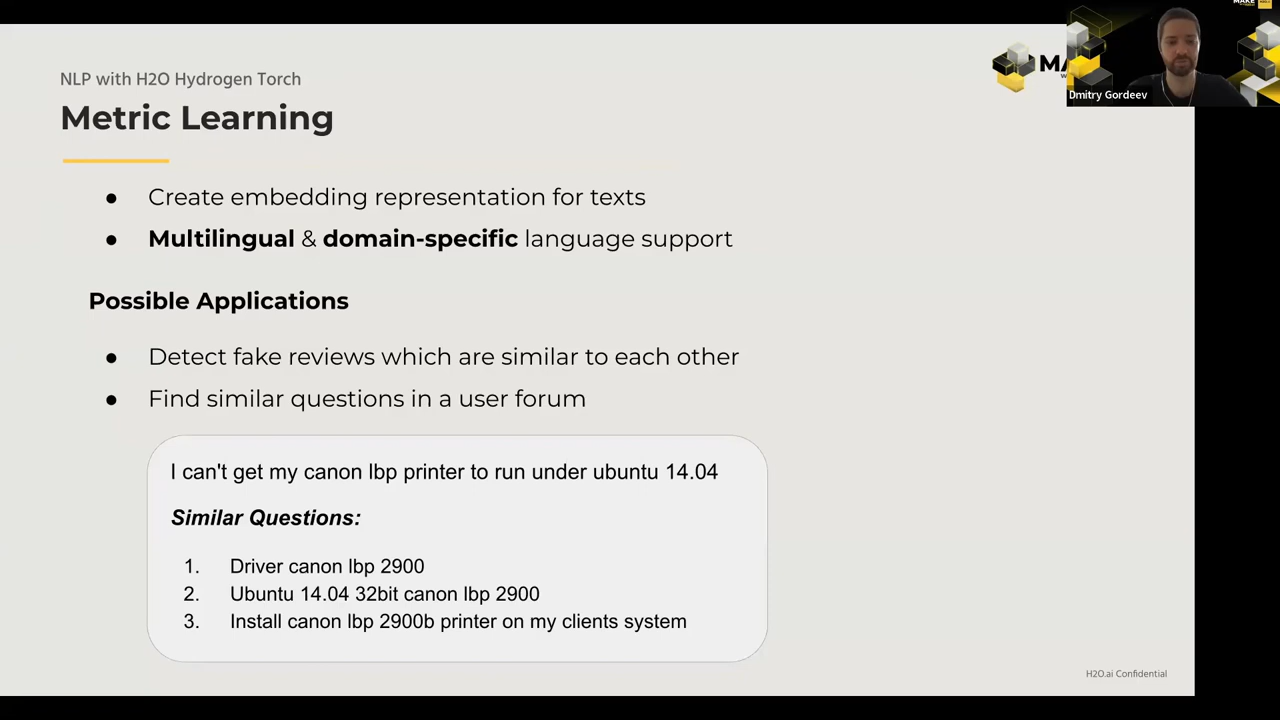 NLP with H2O Hydrogen Torch
Metric Learning
● Create embedding representation for texts
● Multilingual & domain-specific language support
Possible Applications
● Detect fake reviews which are similar to each other
● Find similar questions in a user forum
I can't get my canon lbp printer to run under ubuntu 14.04
Similar Questions:
1. Driver canon lbp 2900
2. Ubuntu 14.04 32bit canon lbp 2900
3. Install canon lbp 2900b printer on my clients system
H2O.ai Confidential
MAKE
Dmitry Gordeev